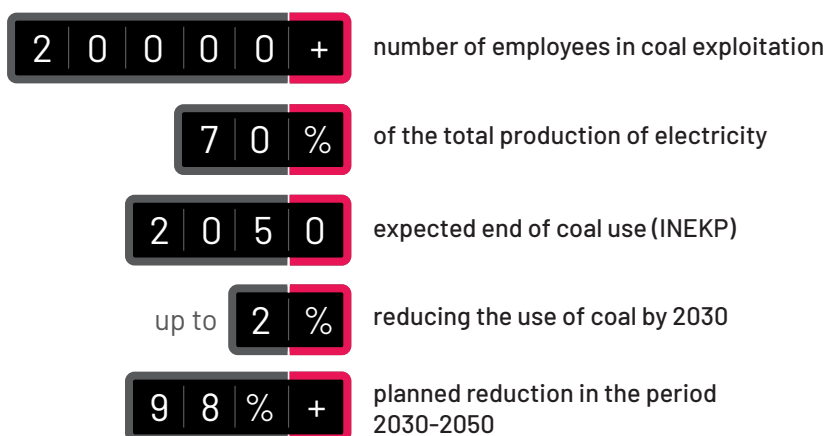 20000+ number of employees in coal exploitation
70% of the total production of electricity
2050 expected end of coal use (INEKP)
up to 2% reducing the use of coal by 2030
98%+ planned reduction in the period
2030-2050